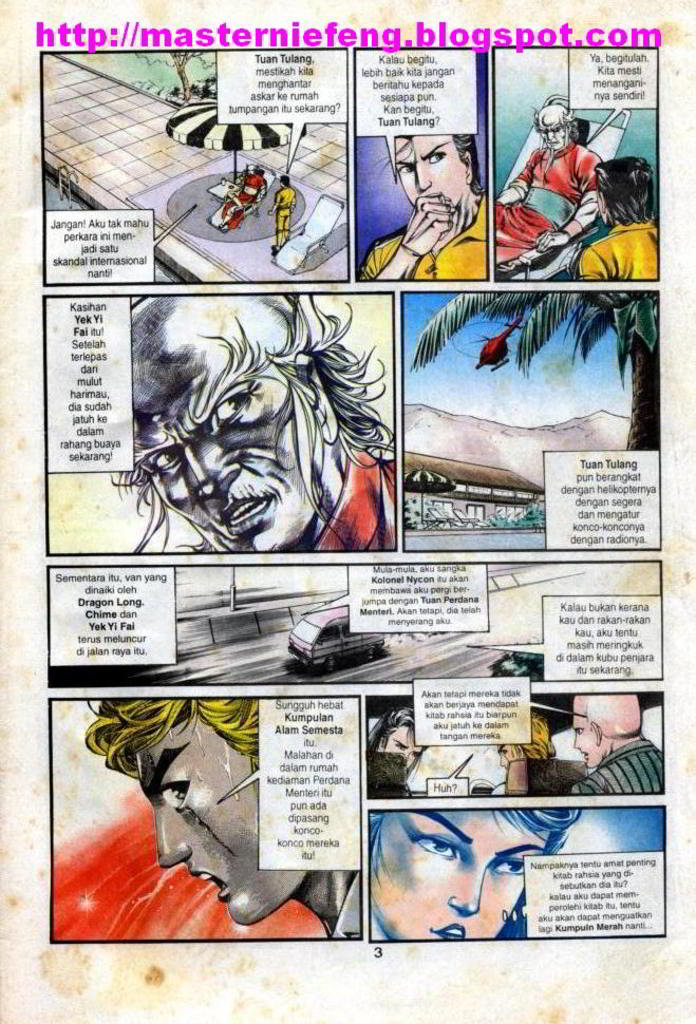 http://masterniefeng.blogspot.com
Tuan Tulang,
mestikah kita
menghantar
askar ke rumah
tumpangan itu sekarang?
Jangan! Aku tak mahu
perkara ini men-
jadi satu
skandal internasional
nanti!
Kalau begitu,
lebih baik kita jangan
beritahu kepada
sesiapa pun.
Kan begitu,
Tuan Tulang?
Ya, begitulah.
Kita mesti
menangani-
nya sendiri!
Kasihan
Yek Yi
Fai itu!
Setelah
terlepas
dari
mulut
harimau,
dia sudah
jatuh ke
dalam
rahang buaya
sekarang!
Tuan Tulang
pun berangkat
dengan helikopternya
dengan segera
dan mengatur
konco-konconya
dengan radionya.
Sementara itu, van yang
dinaiki oleh
Dragon Long,
Chime dan
Yek Yi Fai
terus meluncur
di jalan raya itu.
Mula-mula, aku sangka
Kolonel Nycon itu akan
membawa aku pergi ber-
jumpa dengan Tuan Perdana
Menteri. Akan tetapi, dia telah
menyerang aku.
Kalau bukan kerana
kau dan rakan-rakan
kau, aku tentu
masih meringkuk
di dalam kubu penjara
itu sekarang.
Sungguh hebat
Kumpulan
Alam Semesta
itu.
Malahan di
dalam rumah
kediaman Perdana
Menteri itu
pun ada
dipasang
konco-
konco mereka
itu!
Akan tetapi mereka tidak
akan berjaya mendapat
kitab rahsia itu biarpun
aku jatuh ke dalam
tangan mereka.
Huh?
Nampaknya tentu amat penting
kitab rahsia yang di-
sebutkan dia itu?
kalau aku dapat mem-
perolehi kitab itu, tentu
aku akan dapat menguatkan
lagi Kumpuln Merah nanti...
3